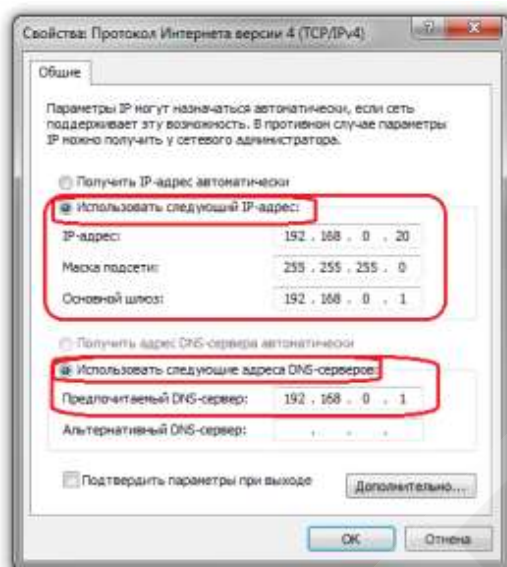 Свойства: Протокол Интернета версии 4 (TCP/IPv4)
Общие
Параметры IP могут назначаться автоматически, если сеть
поддерживает эту возможность. В противном случае параметры
IP можно получить у сетевого администратора.
Получить IP-адрес автоматически
Использовать следующий IP-адрес:
IP-адрес: 192 . 168 . 0 . 20
Маска подсети: 255 . 255 . 255 . 0
Основной шлюз: 192 . 168 . 0 . 1
Получить адрес DNS-сервера автоматически
Использовать следующие адреса DNS-серверов:
Предпочитаемый DNS-сервер: 192 . 168 . 0 . 1
Альтернативный DNS-сервер: . . .
Подтвердить параметры при выходе
Дополнительно...
ОК Отмена